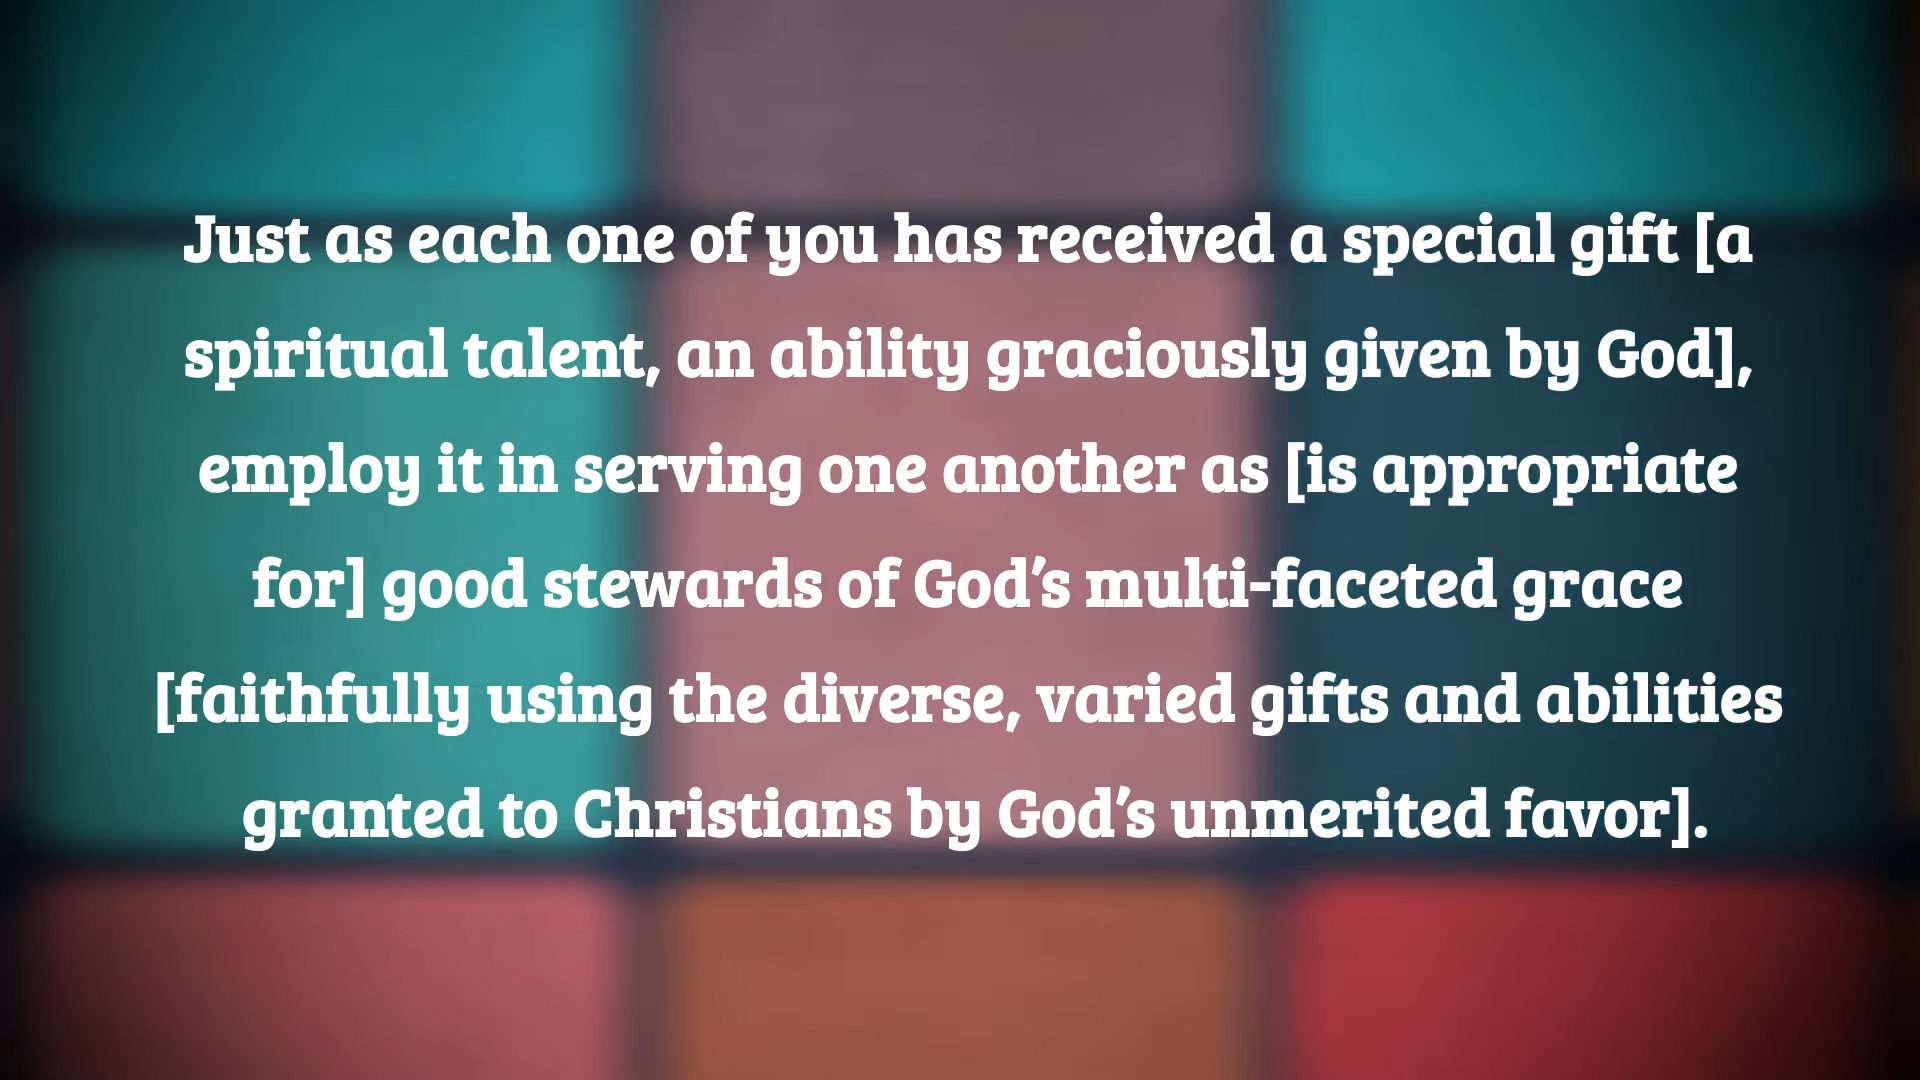 Just as each one of you has received a special gift [a
spiritual talent, an ability graciously given by God],
employ it in serving one another as [is appropriate
for] good stewards of God’s multi-faceted grace
[faithfully using the diverse, varied gifts and abilities
granted to Christians by God’s unmerited favor].